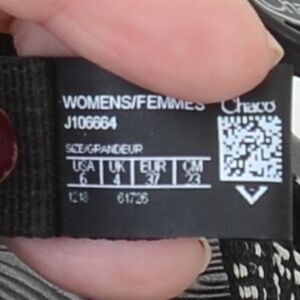 WOMENS/FEMMES Chaco
J106664
SIZE/GRANDEUR
USA UK EUR CM
6 4 37 23
1218 61726